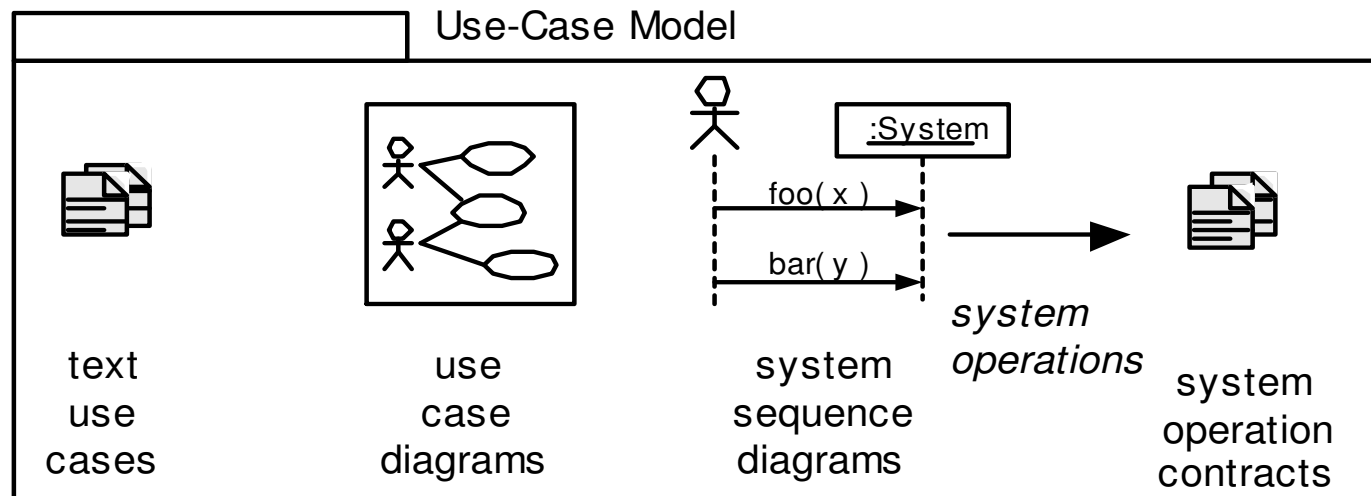 Use-Case Model
:System
foo( x )
bar( y )
system
operations
text
use
cases
use
case
diagrams
system
sequence
diagrams
system
operation
contracts